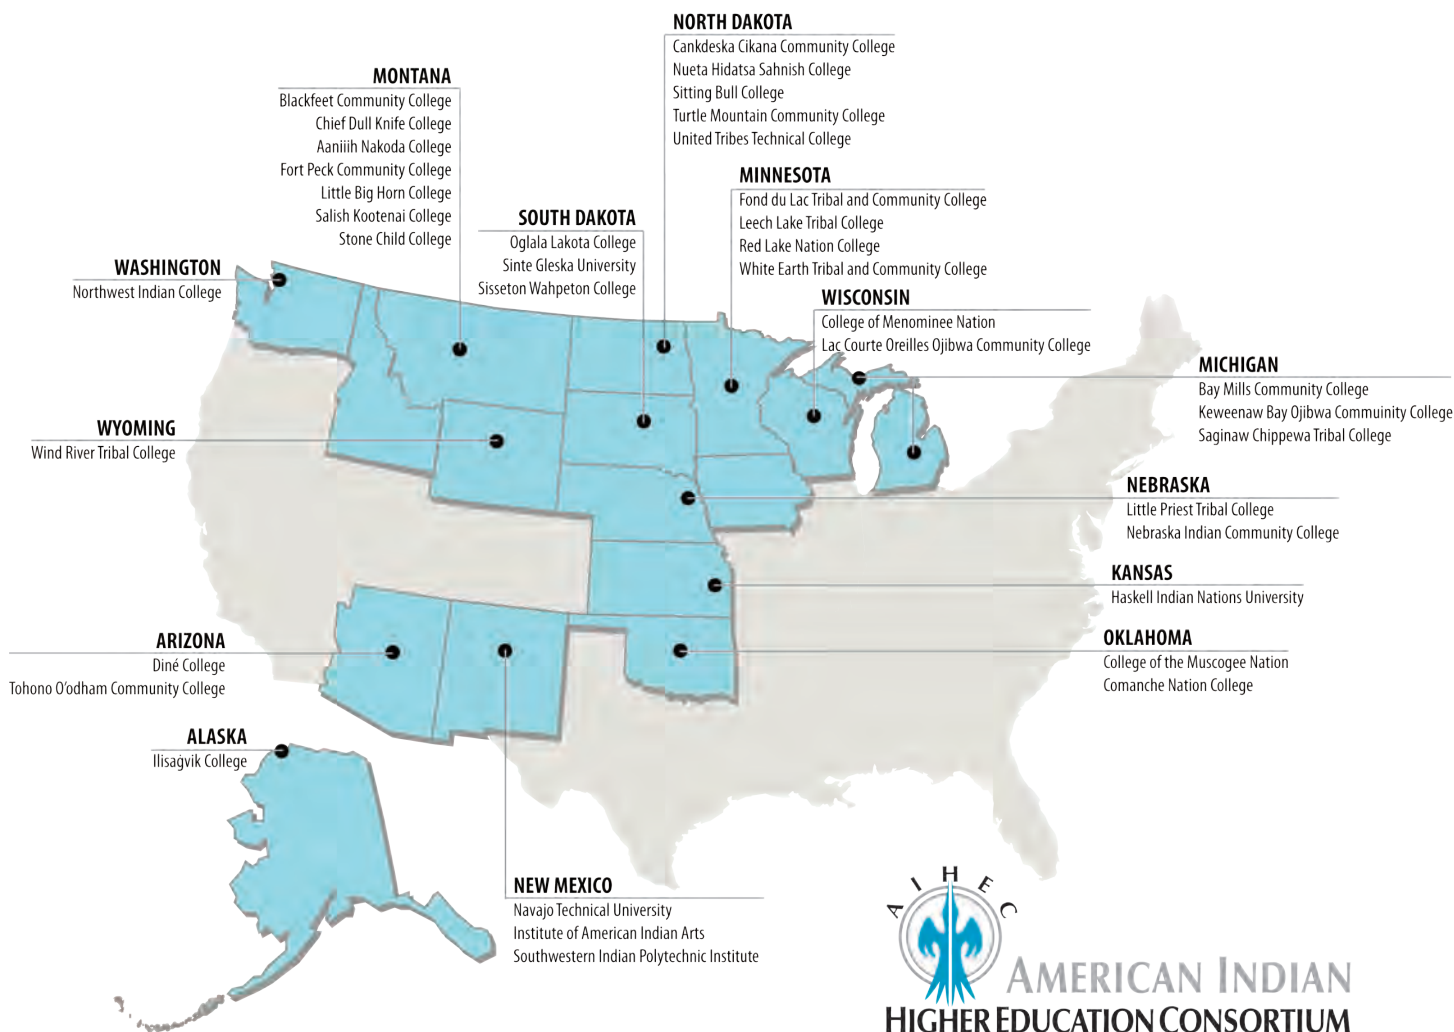 NORTH DAKOTA
Cankdeska Cikana Community College
Nueta Hidatsa Sahnish College
Sitting Bull College
Turtle Mountain Community College
United Tribes Technical College
MONTANA
Blackfeet Community College
Chief Dull Knife College
Aaniiih Nakoda College
Fort Peck Community College
Little Big Horn College
Salish Kootenai College
Stone Child College
MINNESOTA
Fond du Lac Tribal and Community College
Leech Lake Tribal College
Red Lake Nation College
White Earth Tribal and Community College
SOUTH DAKOTA
Oglala Lakota College
Sinte Gleska University
Sisseton Wahpeton College
WASHINGTON
Northwest Indian College
WISCONSIN
College of Menominee Nation
Lac Courte Oreilles Ojibwa Community College
MICHIGAN
Bay Mills Community College
Keweenaw Bay Ojibwa Commuinity College
Saginaw Chippewa Tribal College
WYOMING
Wind River Tribal College
NEBRASKA
Little Priest Tribal College
Nebraska Indian Community College
KANSAS
Haskell Indian Nations University
ARIZONA
Diné College
Tohono O'odham Community College
OKLAHOMA
College of the Muscogee Nation
Comanche Nation College
ALASKA
Ilisaġvik College
NEW MEXICO
Navajo Technical University
Institute of American Indian Arts
Southwestern Indian Polytechnic Institute
AIHEC
AMERICAN INDIAN
HIGHER EDUCATION CONSORTIUM